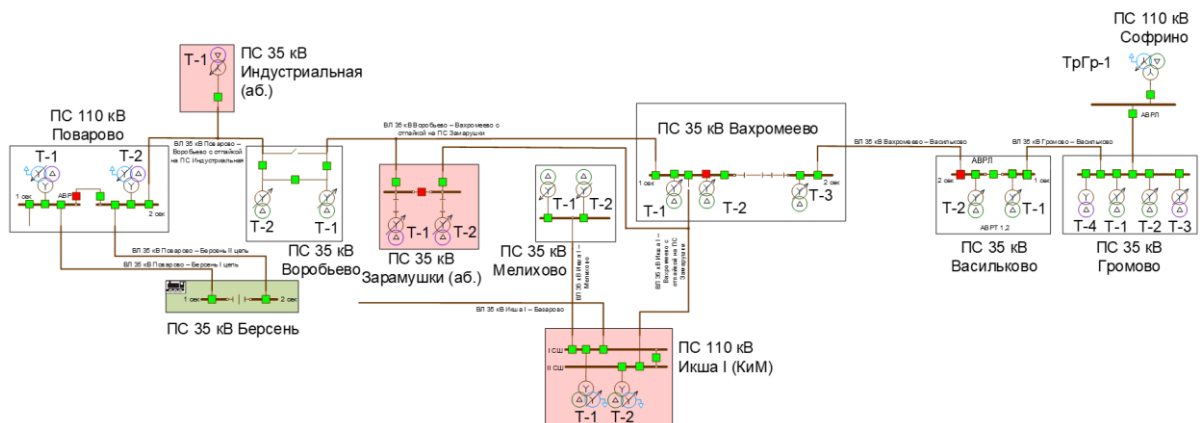 ПС 110 кВ
Софрино
ТрГр-1
АВРЛ
ПС 35 кВ
Индустриальная
(аб.)
Т-1
ПС 110 кВ
Поварово
Т-1
Т-2
1 сек
АВР
2 сек
ВЛ 35 кВ Поварово –
Воробьево с отпайкой
на ПС Индустриальная
ВЛ 35 кВ Воробьево – Вахромеево с
отпайкой на ПС Замарушки
Т-2
Т-1
ПС 35 кВ
Воробьево
Т-1
Т-2
ПС 35 кВ
Зарамушки (аб.)
Т-1
Т-2
ПС 35 кВ
Мелихово
ПС 35 кВ Вахромеево
1 сек
Т-1
Т-2
Т-3
2 сек
ВЛ 35 кВ Вахромеево – Васильково
АВРЛ
2 сек
1 сек
Т-2
Т-1
АВРТ 1,2
ПС 35 кВ
Васильково
ВЛ 35 кВ Громово – Васильково
Т-4
Т-1
Т-2
Т-3
ПС 35 кВ
Громово
ВЛ 35 кВ Поварово – Берсень II цепь
ВЛ 35 кВ Поварово – Берсень I цепь
1 сек
2 сек
ПС 35 кВ Берсень
ВЛ 35 кВ Икша I –
Мелихово
ВЛ 35 кВ Икша I –
Вахромеево с
отпайкой на ПС
Замарушки
ВЛ 35 кВ Икша I –
I СШ
II СШ
Т-1
Т-2
ПС 110 кВ
Икша I (КиМ)